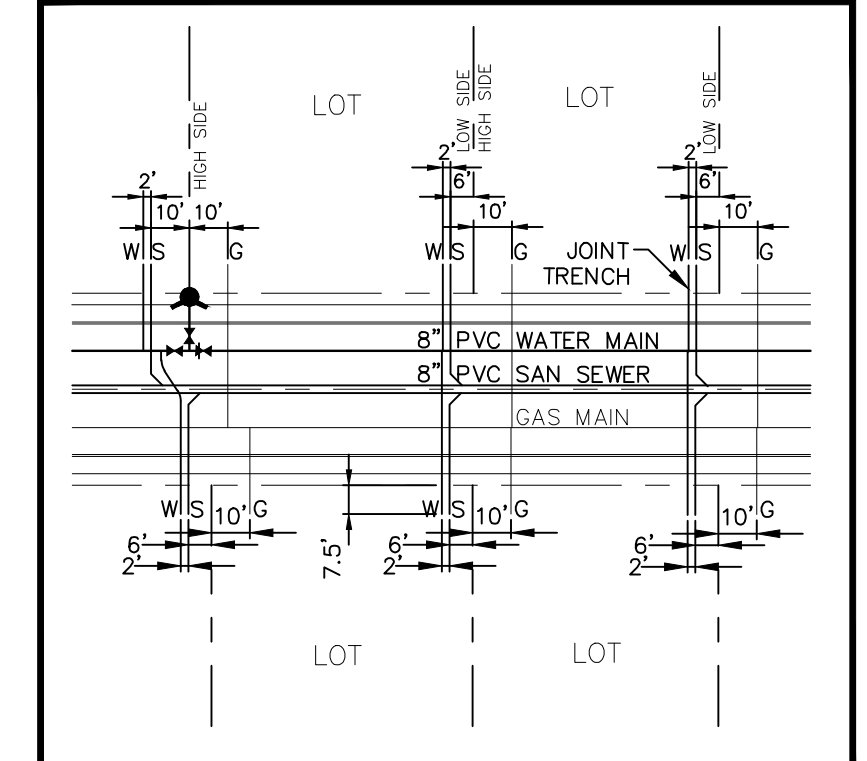 LOT
LOT
HIGH SIDE
LOW SIDE
HIGH SIDE
LOW SIDE
2'
2'
2'
10' 10'
6'
10'
6'
10'
W S G
W S G
W S G
JOINT
TRENCH
8" PVC WATER MAIN
8" PVC SAN SEWER
GAS MAIN
W S 10' G
W S 10' G
10' G
6'
6'
6'
2'
2'
2'
7.5'
LOT
LOT